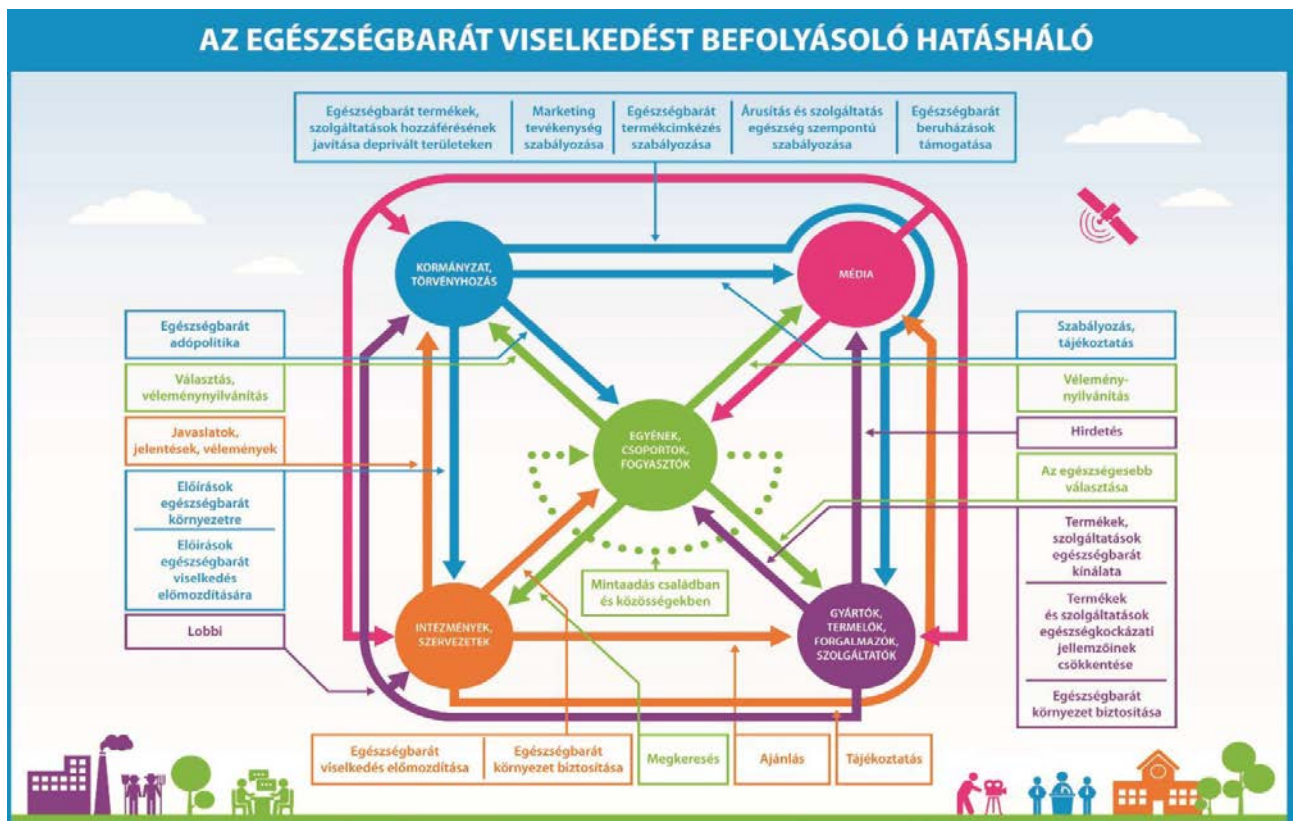 AZ EGÉSZSÉGBARÁT VISELKEDÉST BEFOLYÁSOLÓ HATÁSHÁLÓ
Egészségbarát termékek,
szolgáltatások hozzáférésének
javítása deprivált területeken
Marketing
tevékenység
szabályozása
Egészségbarát
termékcimkézés
szabályozása
Árusítás és szolgáltatás
egészség szempontú
szabályozása
Egészségbarát
beruházások
támogatása
KORMÁNYZAT,
TÖRVÉNYHOZÁS
MÉDIA
Egészségbarát
adópolitika
Választás,
véleménynyilvánítás
Javaslatok,
jelentések, vélemények
Előírások
egészségbarát
környezetre
Előírások
egészségbarát
viselkedés
előmozdítására
Lobbi
EGYÉNEK,
CSOPORTOK,
FOGYASZTÓK
Mintaadás családban
és közösségekben
Szabályozás,
tájékoztatás
Vélemény-
nyilvánítás
Hirdetés
Az egészségesebb
választása
Termékek,
szolgáltatások
egészségbarát
kínálata
Termékek
és szolgáltatások
egészségkockázati
jellemzőinek
csökkentése
Egészségbarát
környezet biztosítása
INTÉZMÉNYEK,
SZERVEZETEK
GYÁRTÓK,
TERMELŐK,
FORGALMAZÓK,
SZOLGÁLTATÓK
Egészségbarát
viselkedés előmozdítása
Egészségbarát
környezet biztosítása
Megkeresés
Ajánlás
Tájékoztatás